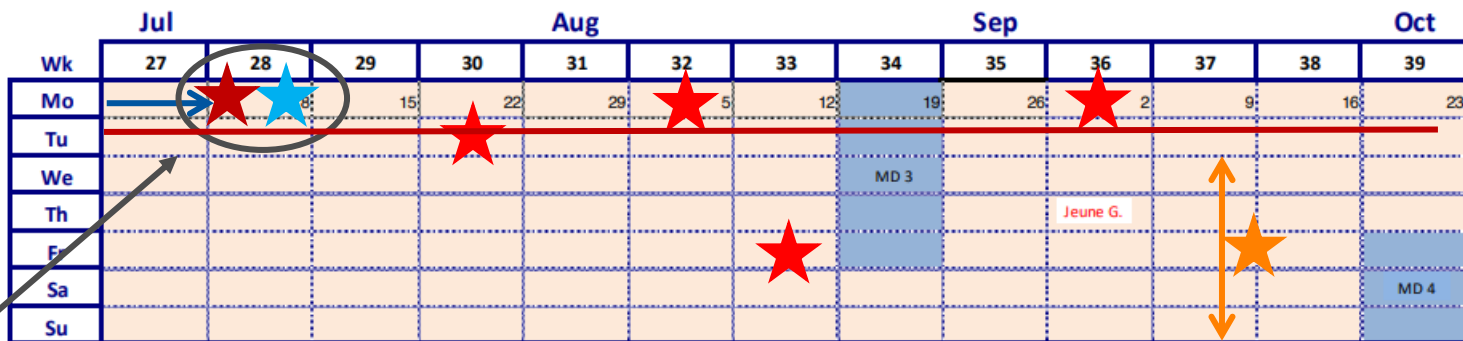 Jul Aug Sep Oct
Wk 27 28 29 30 31 32 33 34 35 36 37 38 39
Mo 8 15 22 29 5 12 19 26 2 9 16 23
Tu
We MD 3
Th Jeune G.
Fr
Sa MD 4
Su